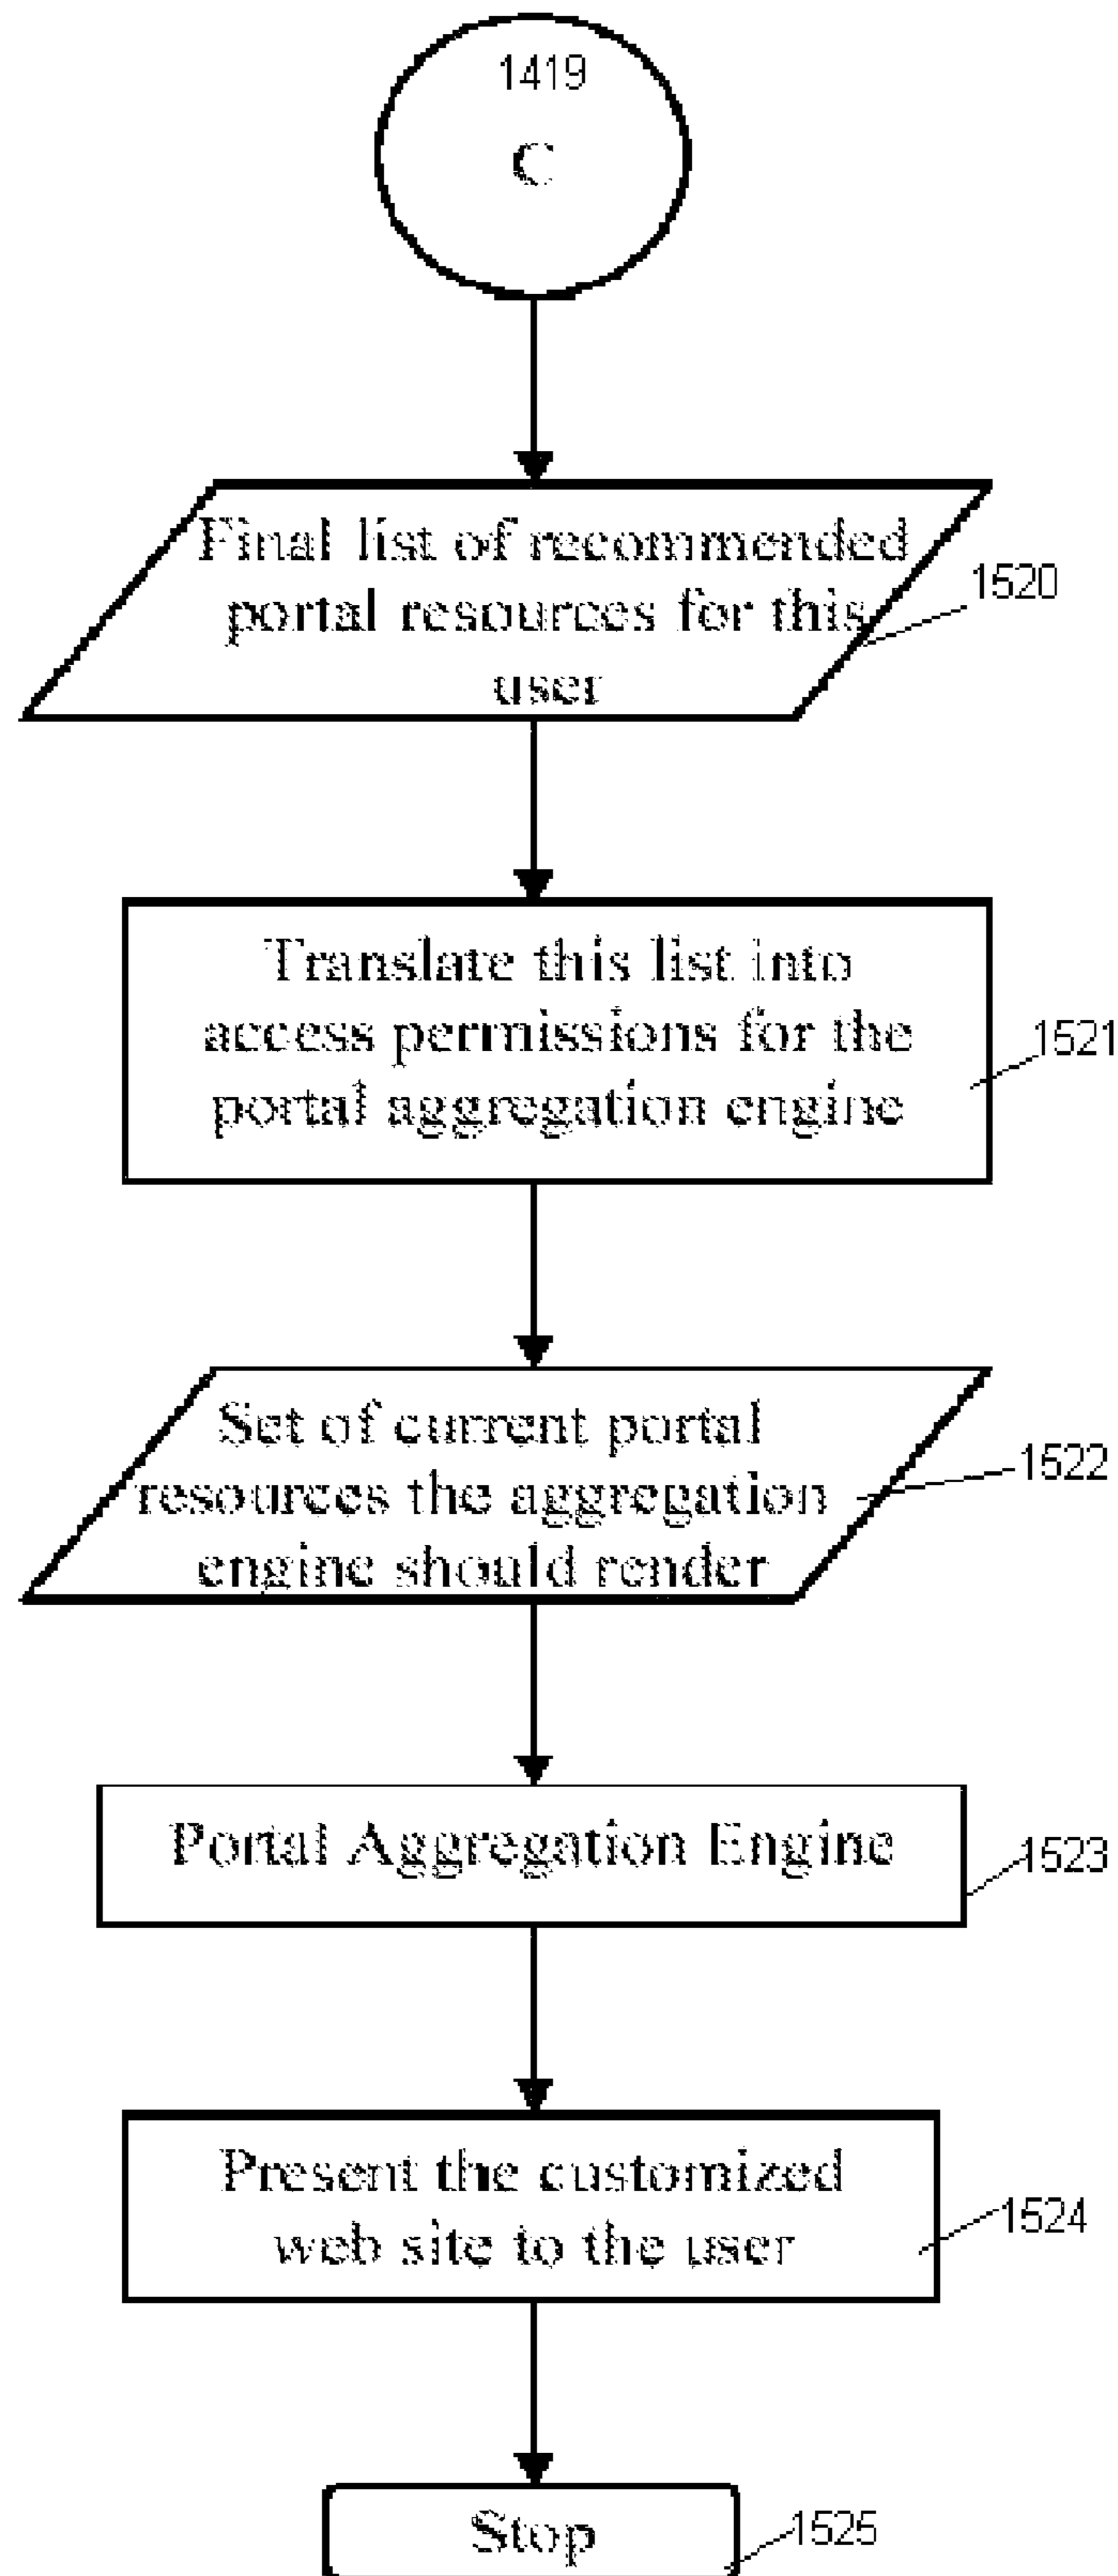 1419
C
Final list of recommended
portal resources for this
user
1520
Translate this list into
access permissions for the
portal aggregation engine
1521
Set of current portal
resources the aggregation
engine should render
1522
Portal Aggregation Engine
1523
Present the customized
web site to the user
1524
Stop
1525